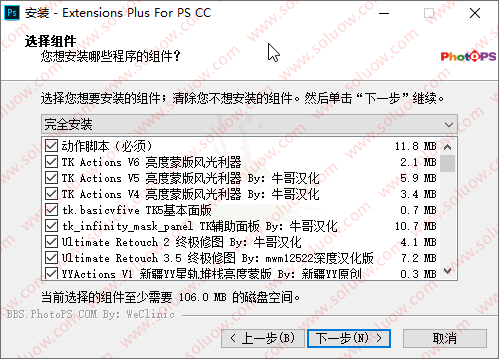 安装 - Extensions Plus For PS CC
选择组件
您想安装哪些程序的组件？
PhotoPS
选择您想要安装的组件；清除您不想安装的组件。然后单击“下一步”继续。
完全安装
动作脚本（必须） 11.8 MB
TK Actions V6 亮度蒙版风光利器 2.1 MB
TK Actions V5 亮度蒙版风光利器 By: 牛哥汉化 5.9 MB
TK Actions V4 亮度蒙版风光利器 By: 牛哥汉化 3.4 MB
tk.basicvfive TK5基本面版 0.7 MB
tk_infinity_mask_panel TK辅助面板 By: 牛哥汉化 10.7 MB
Ultimate Retouch 2 终极修图 By: 牛哥汉化 4.1 MB
Ultimate Retouch 3.5 终极修图 By: mwm12522深度汉化版 7.2 MB
YYActions V1 新疆YY星轨堆栈亮度蒙版 By: 新疆YY原创 0.3 MB
当前选择的组件至少需要 106.0 MB 的磁盘空间。
BBS.PhotoPS.COM By: WeClinic
< 上一步(B)
下一步(N) >
取消
www.soluow.com